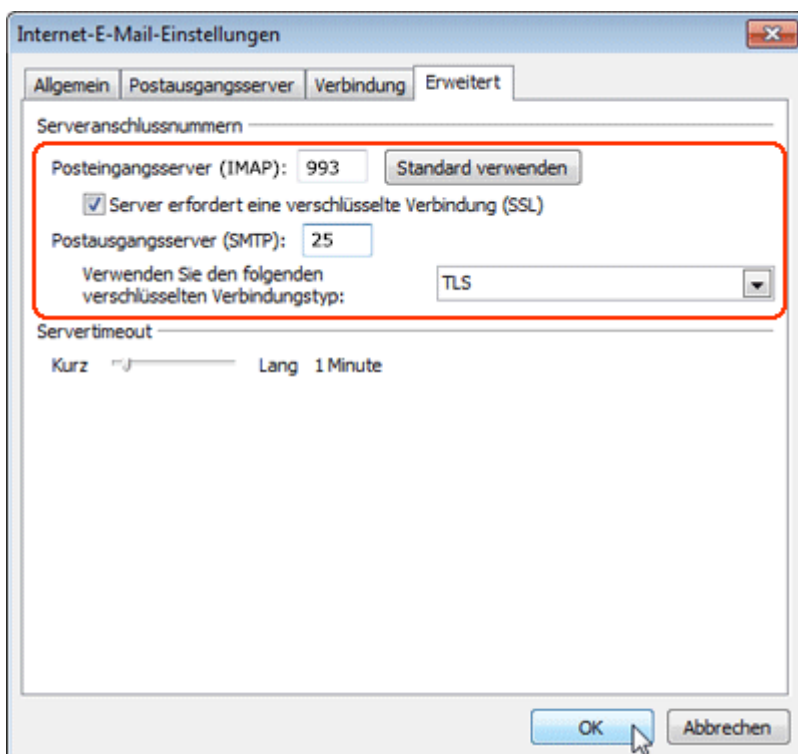 Internet-E-Mail-Einstellungen
Allgemein Postausgangsserver Verbindung Erweitert
Serveranschlussnummern
Posteingangsserver (IMAP): 993 Standard verwenden
Server erfordert eine verschlüsselte Verbindung (SSL)
Postausgangsserver (SMTP): 25
Verwenden Sie den folgenden
verschlüsselten Verbindungstyp: TLS
Servertimeout
Kurz Lang 1 Minute
OK Abbrechen